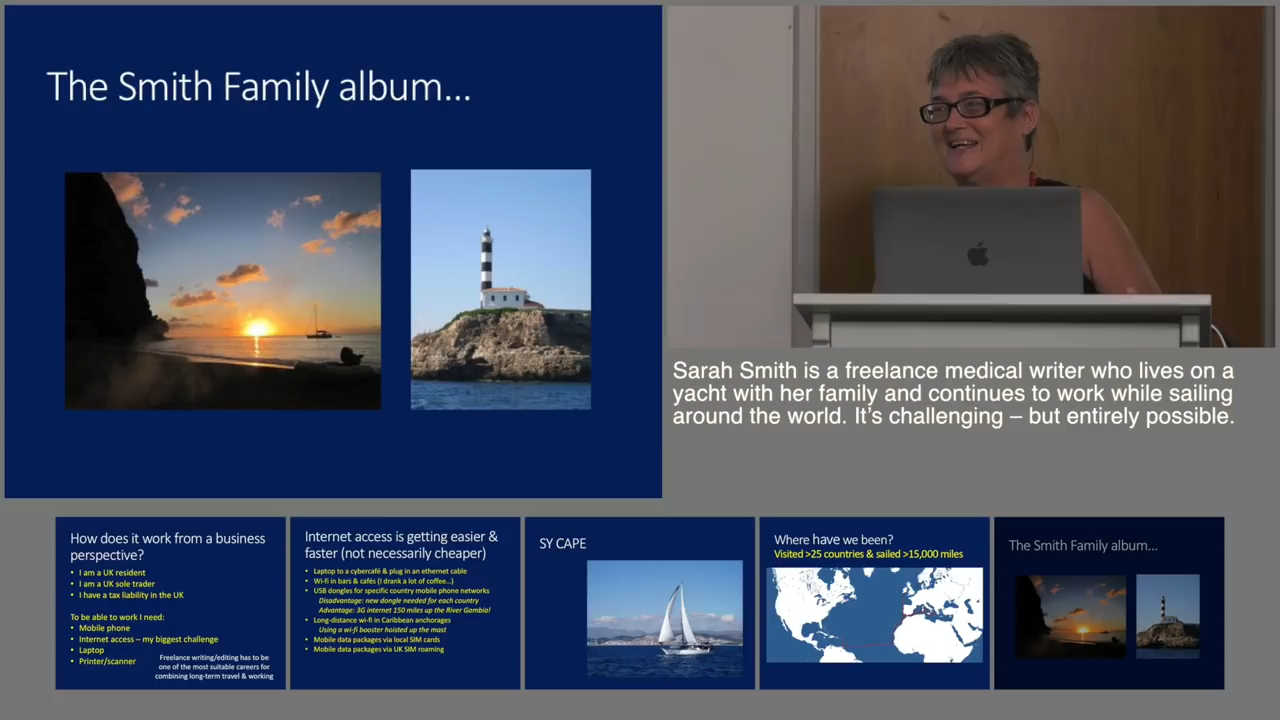 The Smith Family album...
Sarah Smith is a freelance medical writer who lives on a
yacht with her family and continues to work while sailing
around the world. It's challenging – but entirely possible.
How does it work from a business
perspective?
• I am a UK resident
• I am a UK sole trader
• I have a tax liability in the UK
To be able to work I need:
• Mobile phone
• Internet access – my biggest challenge
• Laptop
• Printer/scanner
Freelance writing/editing has to be
one of the most suitable careers for
combining long-term travel & working
Internet access is getting easier &
faster (not necessarily cheaper)
• Laptop to a cybercafé & plug in an ethernet cable
• Wi-fi in bars & cafés (I drank a lot of coffee...)
• USB dongles for specific country mobile phone networks
Disadvantage: new dongle needed for each country
Advantage: 3G internet 150 miles up the River Gambia!
• Long-distance wi-fi in Caribbean anchorages
Using a wi-fi booster hoisted up the mast
• Mobile data packages via local SIM cards
• Mobile data packages via UK SIM roaming
SY CAPE
Where have we been?
Visited >25 countries & sailed >15,000 miles
The Smith Family album...